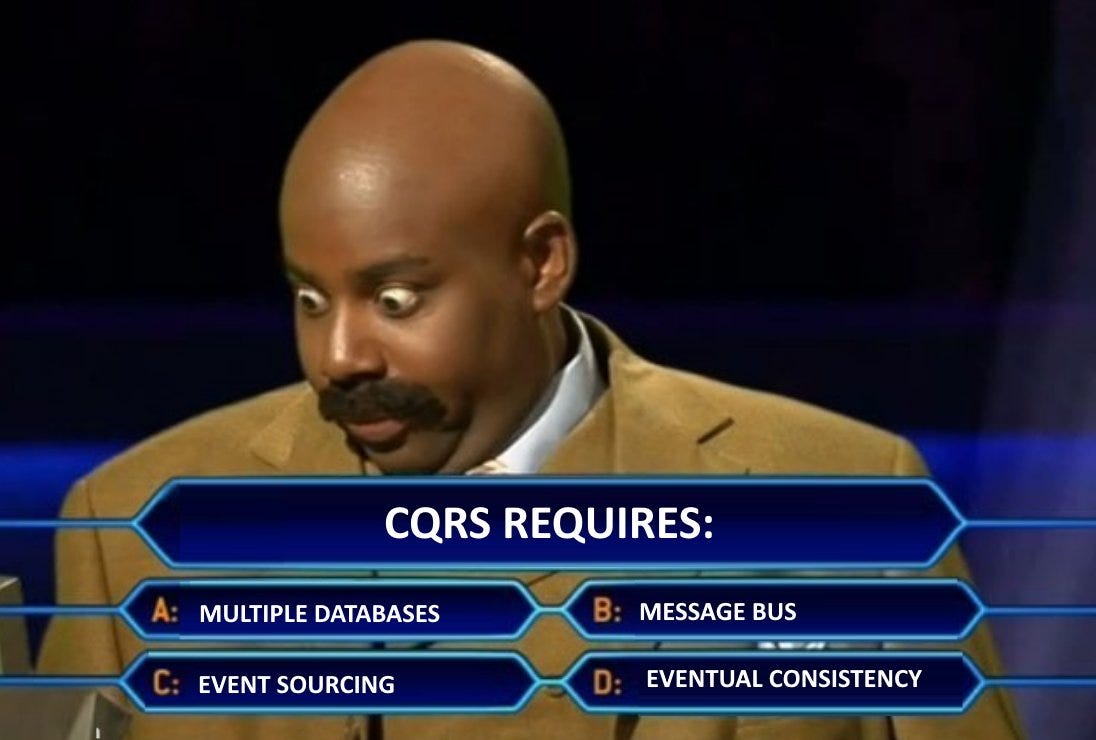 CQRS REQUIRES:
A: MULTIPLE DATABASES
B: MESSAGE BUS
C: EVENT SOURCING
D: EVENTUAL CONSISTENCY